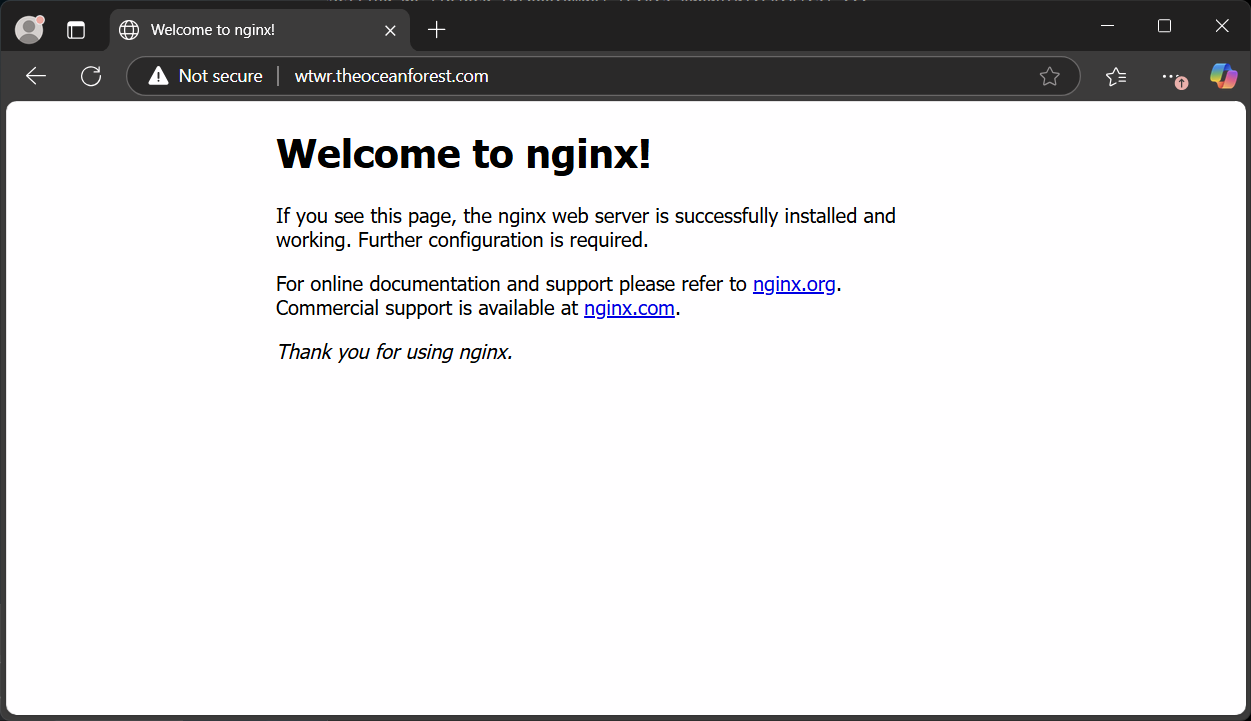 Welcome to nginx!
Not secure | wtwr.theoceanforest.com
Welcome to nginx!
If you see this page, the nginx web server is successfully installed and
working. Further configuration is required.
For online documentation and support please refer to nginx.org.
Commercial support is available at nginx.com.
Thank you for using nginx.